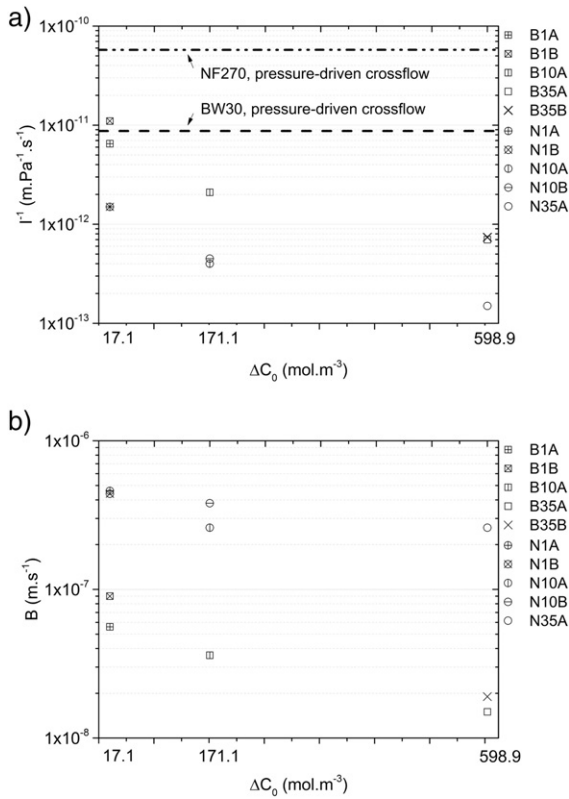 a)
1x10⁻¹⁰
1x10⁻¹¹
1x10⁻¹²
1x10⁻¹³
I⁻¹ (m.Pa⁻¹.s⁻¹)
NF270, pressure-driven crossflow
BW30, pressure-driven crossflow
17.1
171.1
598.9
ΔC₀ (mol.m⁻³)
B1A
B1B
B10A
B35A
B35B
N1A
N1B
N10A
N10B
N35A
b)
1x10⁻⁶
1x10⁻⁷
1x10⁻⁸
B (m.s⁻¹)
17.1
171.1
598.9
ΔC₀ (mol.m⁻³)
B1A
B1B
B10A
B35A
B35B
N1A
N1B
N10A
N10B
N35A